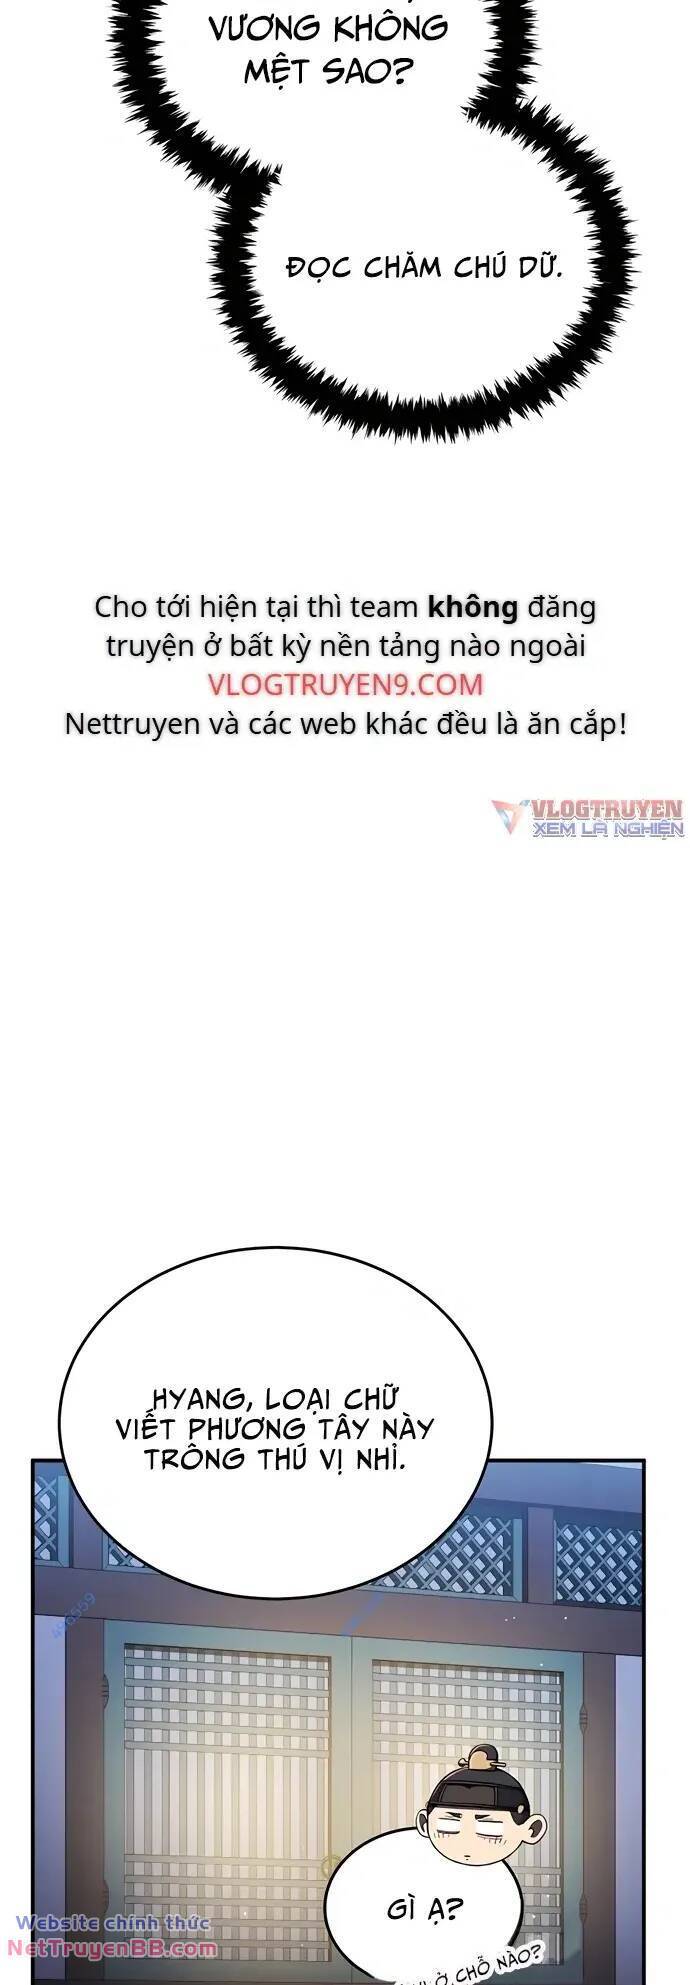 VƯƠNG KHÔNG
MỆT SAO?
ĐỌC CHĂM CHÚ DỮ.
Cho tới hiện tại thì team không đăng
truyện ở bất kỳ nền tảng nào ngoài
VLOGTRUYEN9.COM
Nettruyen và các web khác đều là ăn cắp!
VLOGTRUYEN
XEM LÀ NGHIỆN
HYANG, LOẠI CHỮ
VIẾT PHƯƠNG TÂY NÀY
TRÔNG THÚ VỊ NHỈ.
496559
GÌ Ạ?
Ở CHỖ NÀO?
Website chính thức
NetTruyenBB.com